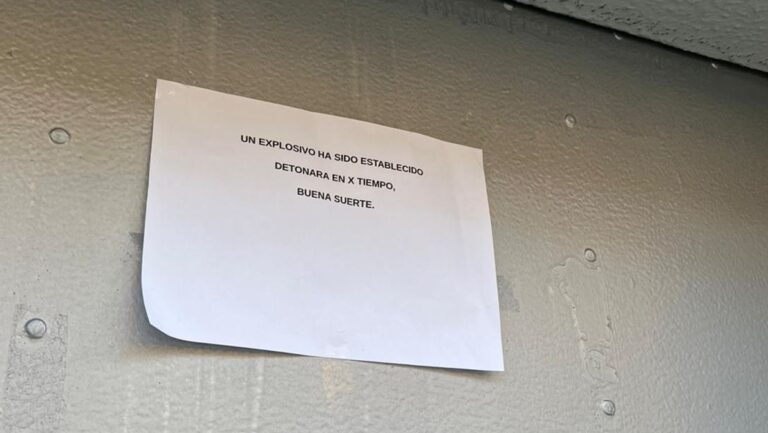 UN EXPLOSIVO HA SIDO ESTABLECIDO
DETONARA EN X TIEMPO,
BUENA SUERTE.